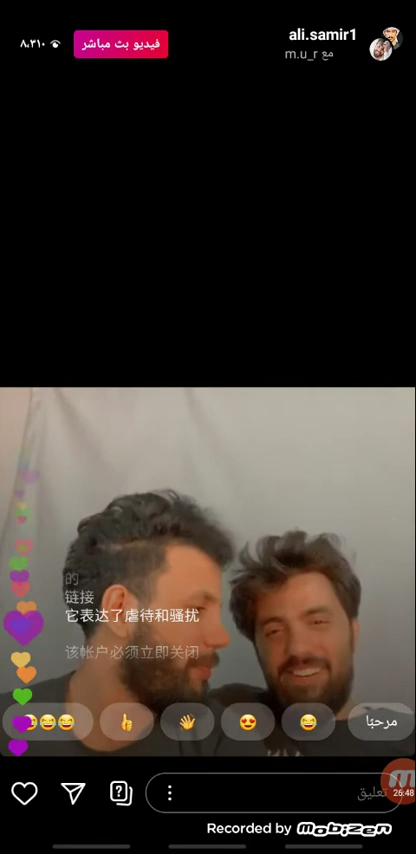 ali.samir1
مع m.u_r
فيديو بث مباشر
٨،٣١٠
的
链接
它表达了虐待和骚扰
该帐户必须立即关闭
مرحبًا
تعليق
26:48
Recorded by Mobizen